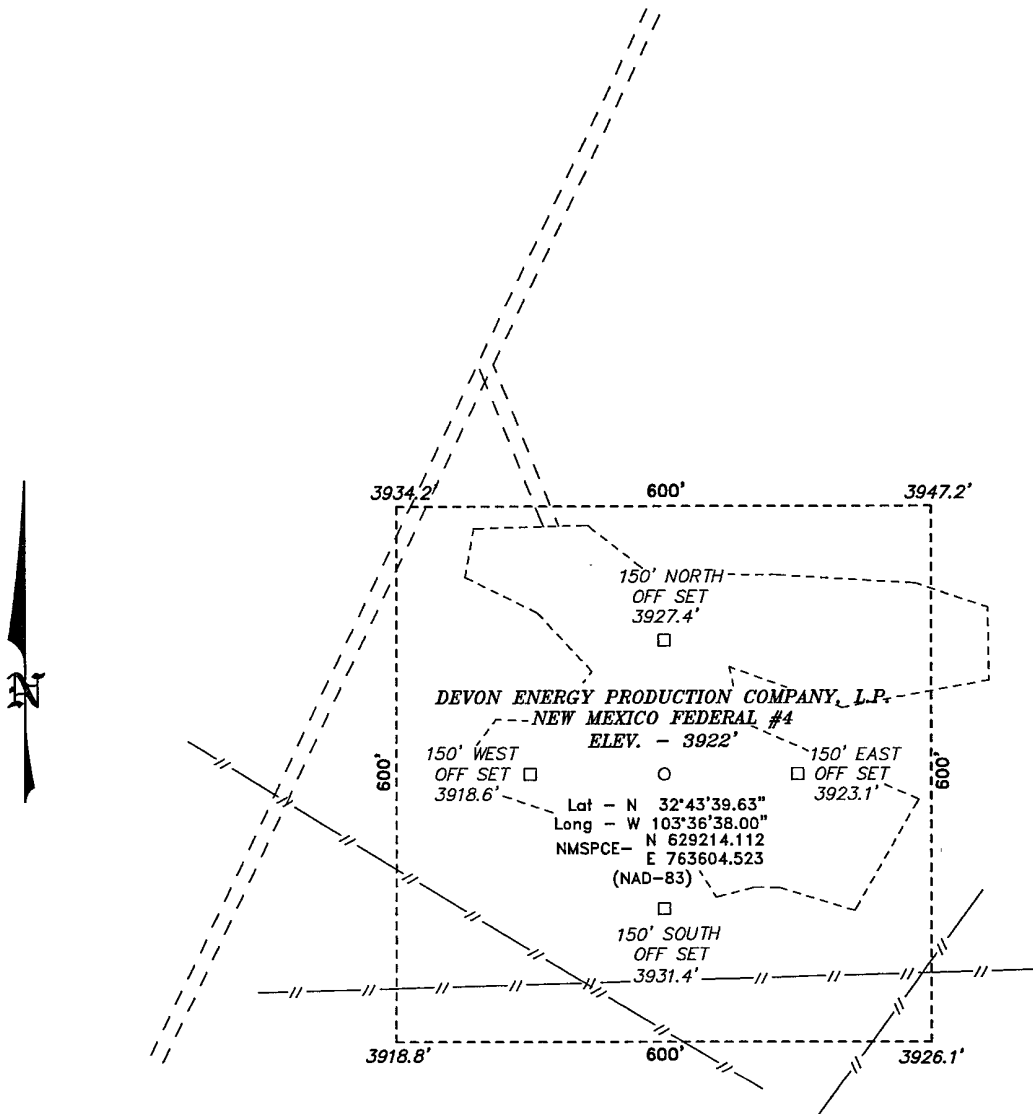 3934.2'
600'
3947.2'
150' NORTH
OFF SET
3927.4'
DEVON ENERGY PRODUCTION COMPANY, L.P.
NEW MEXICO FEDERAL #4
ELEV. - 3922'
150' WEST
OFF SET
3918.6'
150' EAST
OFF SET
3923.1'
600'
600'
Lat - N 32°43'39.63"
Long - W 103°36'38.00"
NMSPCE- N 629214.112
E 763604.523
(NAD-83)
150' SOUTH
OFF SET
3931.4'
3918.8'
600'
3926.1'
N